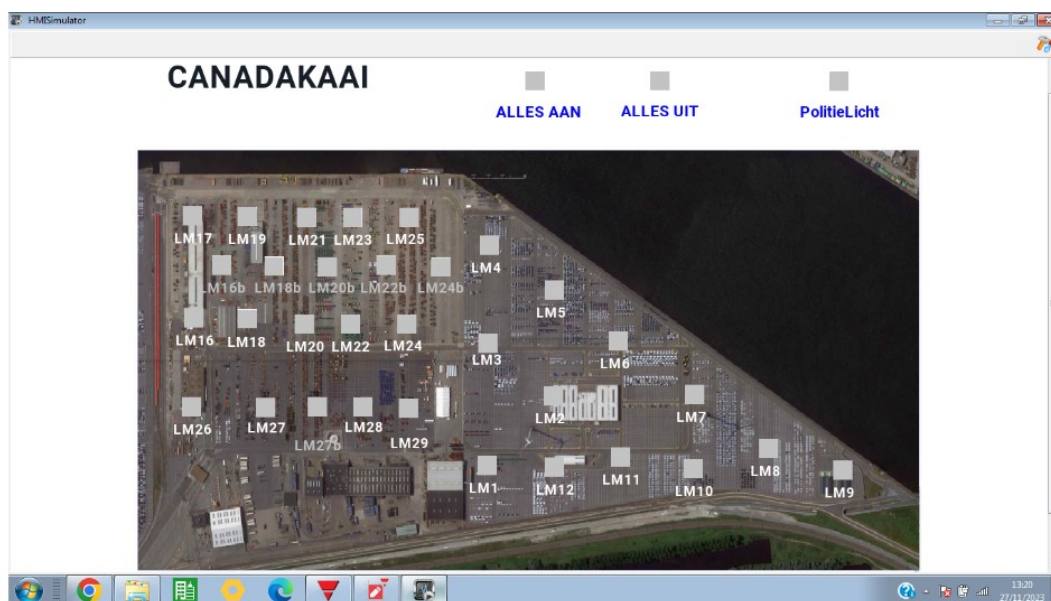 HMISimulator
CANADAKAAI
ALLES AAN
ALLES UIT
PolitieLicht
LM17
LM19
LM21
LM23
LM25
LM4
LM16b
LM18b
LM20b
LM22b
LM24b
LM5
LM16
LM18
LM20
LM22
LM24
LM3
LM6
LM2
LM7
LM26
LM27
LM27b
LM28
LM29
LM1
LM12
LM11
LM10
LM8
LM9
13:20
27/11/2023